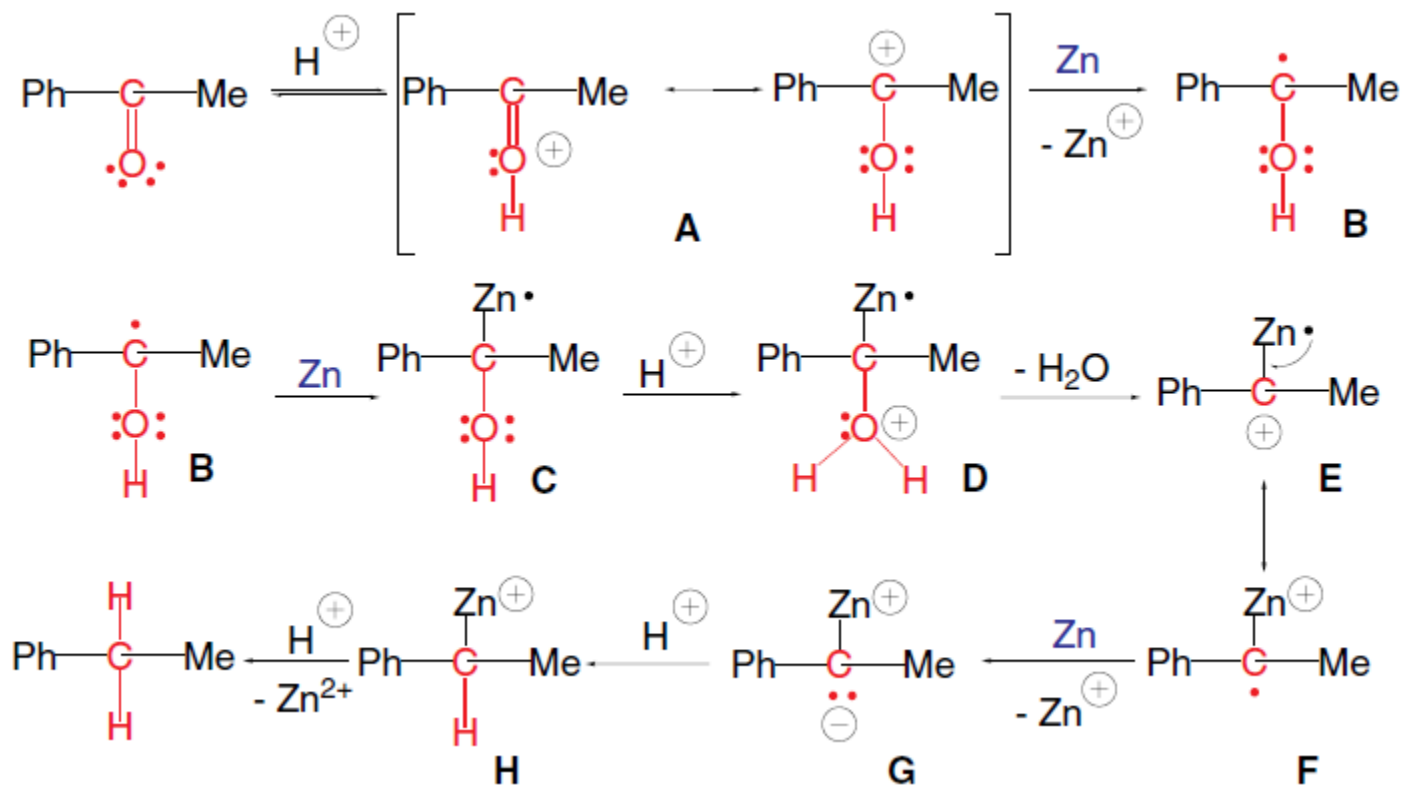 H⊕
Ph C Me Ph C Me Ph C⊕ Me Zn Ph C Me
- Zn⊕
O O⊕ O O
H H H
A B
Zn• Zn•
Ph C Me Zn Ph C Me H⊕ Ph C Me - H₂O Zn•
Ph C Me
O O O⊕ ⊕
H H H H
B C D E
H H⊕ Zn⊕ H⊕ Zn⊕ Zn Zn⊕
Ph C Me Ph C Me Ph C Me Ph C Me
- Zn²⁺ - Zn⊕
H H ⊖
H G F